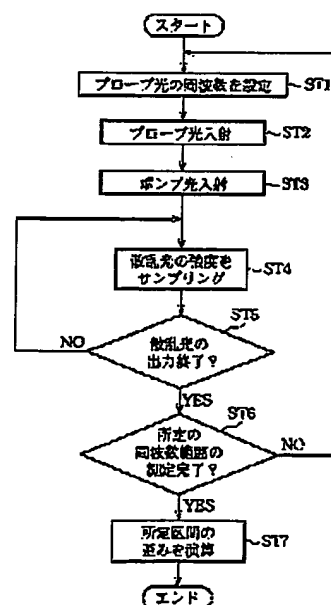 スタート
プローブ光の周波数を設定
ST1
プローブ光入射
ST2
ポンプ光入射
ST3
散乱光の強度を
サンプリング
ST4
ST5
散乱光の
出力終了?
NO
YES
ST6
所定の
周波数範囲の
測定完了?
NO
YES
所定区間の
歪みを演算
ST7
エンド